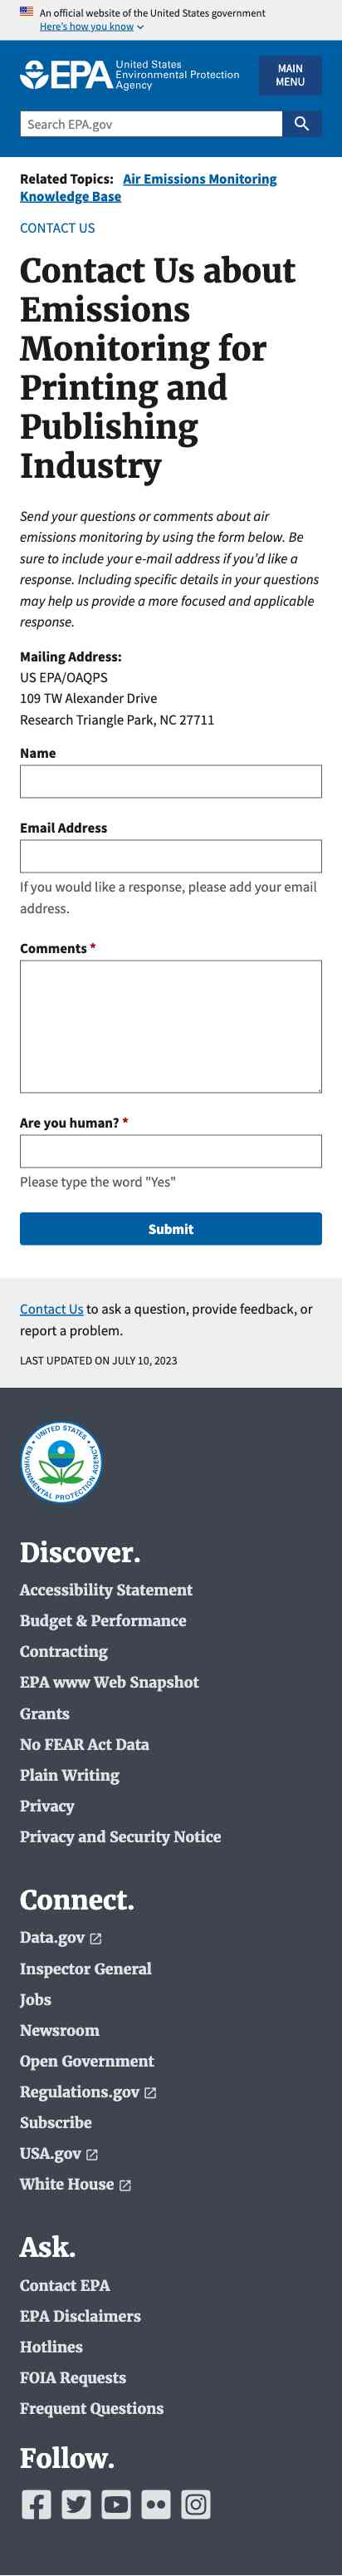 An official website of the United States government
Here's how you know
EPA United States
Environmental Protection
Agency
MAIN
MENU
Search EPA.gov
Related Topics: Air Emissions Monitoring
Knowledge Base
CONTACT US
Contact Us about
Emissions
Monitoring for
Printing and
Publishing
Industry
Send your questions or comments about air
emissions monitoring by using the form below. Be
sure to include your e-mail address if you'd like a
response. Including specific details in your questions
may help us provide a more focused and applicable
response.
Mailing Address:
US EPA/OAQPS
109 TW Alexander Drive
Research Triangle Park, NC 27711
Name
Email Address
If you would like a response, please add your email
address.
Comments *
Are you human? *
Please type the word "Yes"
Submit
Contact Us to ask a question, provide feedback, or
report a problem.
LAST UPDATED ON JULY 10, 2023
UNITED STATES
ENVIRONMENTAL PROTECTION AGENCY
Discover.
Accessibility Statement
Budget & Performance
Contracting
EPA www Web Snapshot
Grants
No FEAR Act Data
Plain Writing
Privacy
Privacy and Security Notice
Connect.
Data.gov
Inspector General
Jobs
Newsroom
Open Government
Regulations.gov
Subscribe
USA.gov
White House
Ask.
Contact EPA
EPA Disclaimers
Hotlines
FOIA Requests
Frequent Questions
Follow.